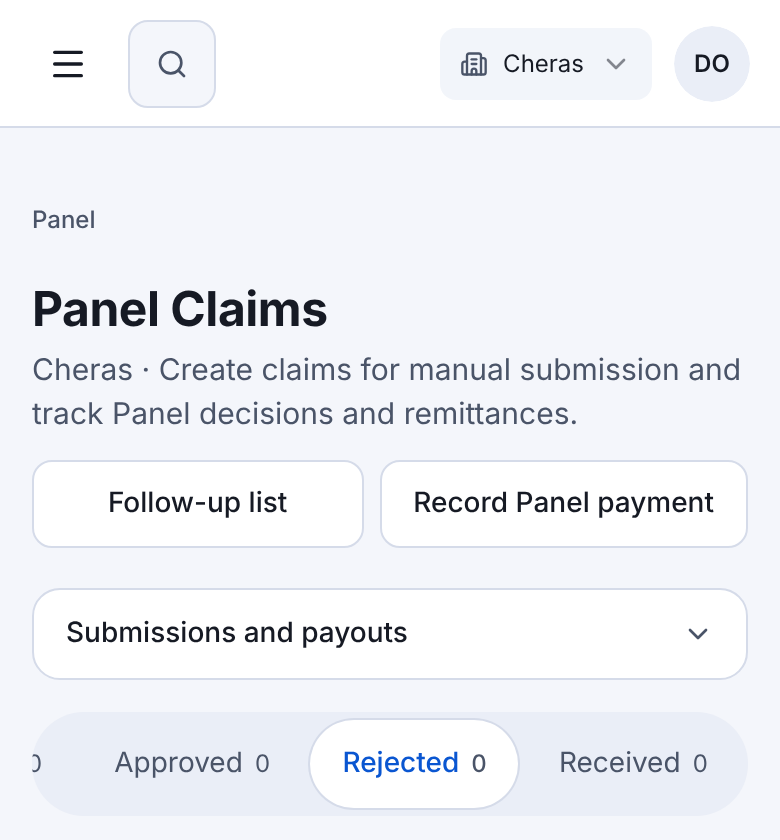 Cheras
DO
Panel
Panel Claims
Cheras · Create claims for manual submission and
track Panel decisions and remittances.
Follow-up list
Record Panel payment
Submissions and payouts
0 Approved 0 Rejected 0 Received 0